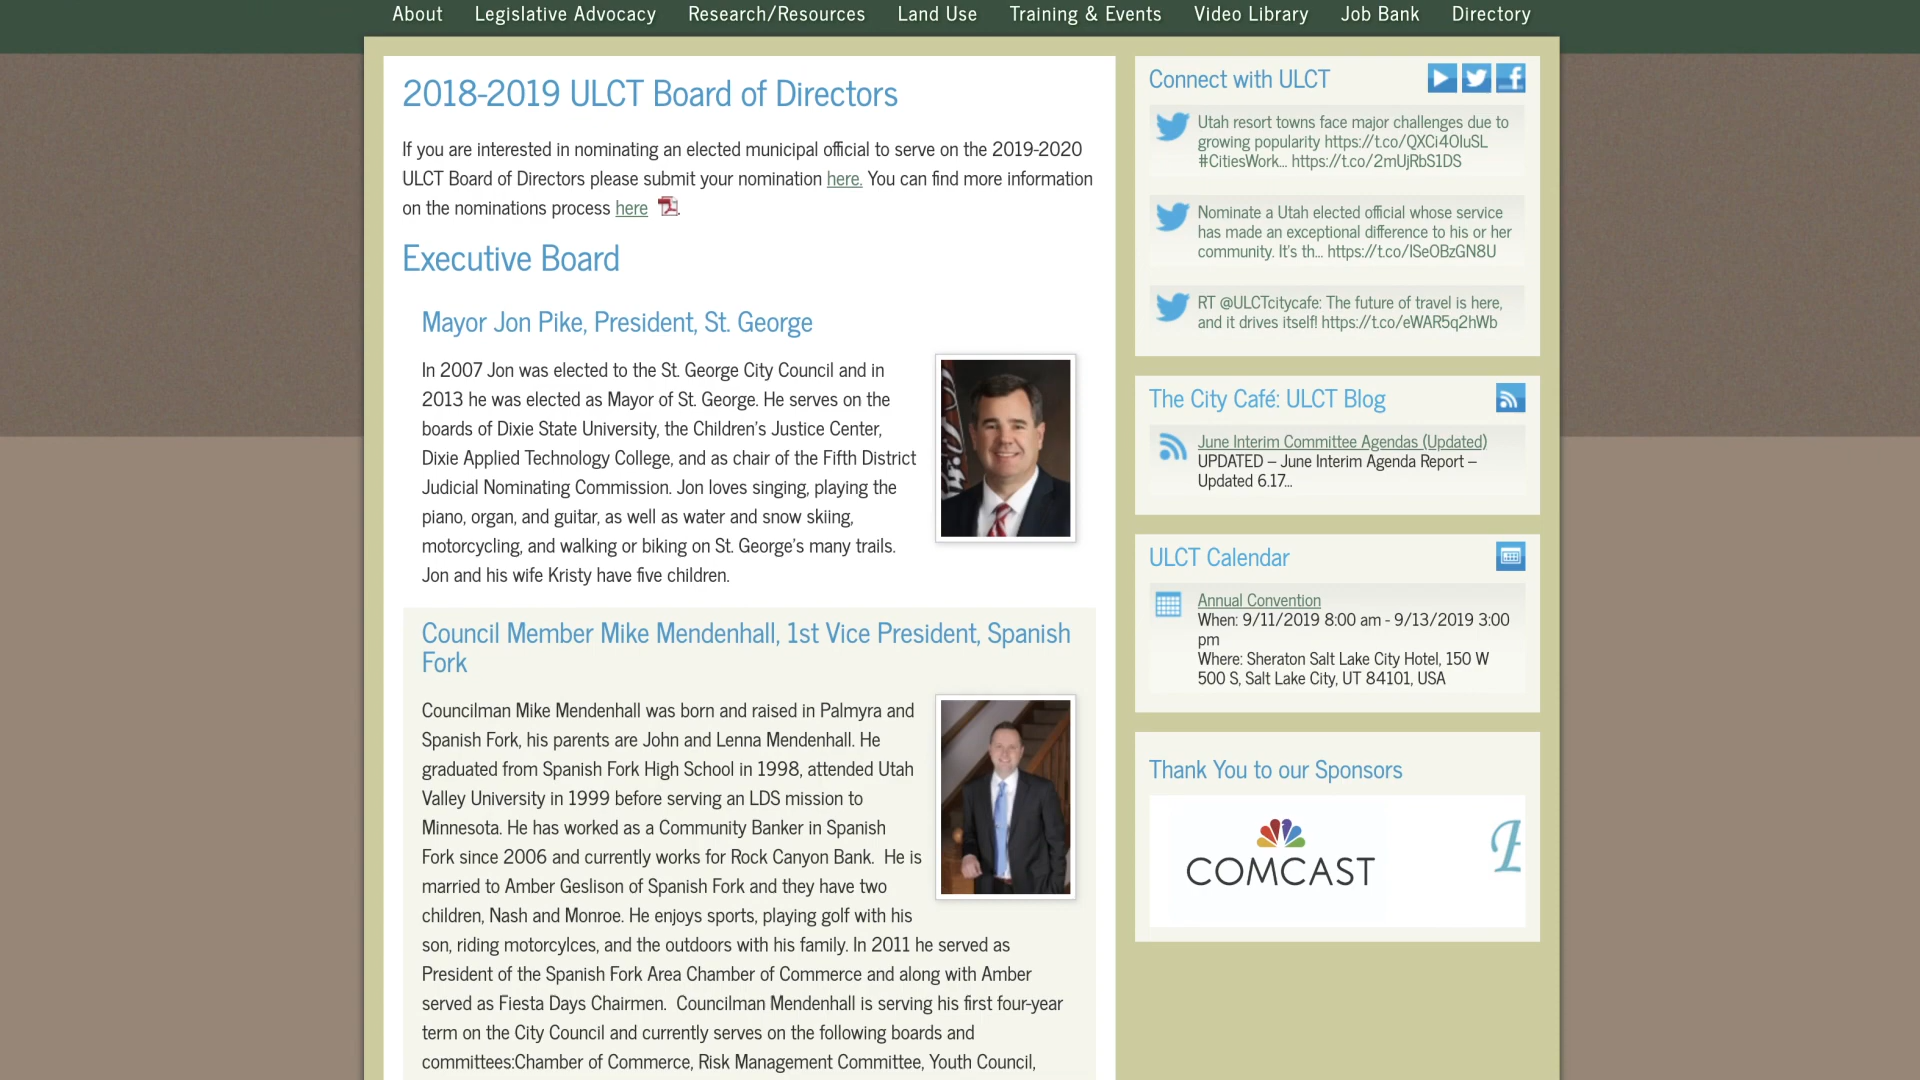 About Legislative Advocacy Research/Resources Land Use Training & Events Video Library Job Bank Directory
2018-2019 ULCT Board of Directors
If you are interested in nominating an elected municipal official to serve on the 2019-2020
ULCT Board of Directors please submit your nomination here. You can find more information
on the nominations process here .
Executive Board
Mayor Jon Pike, President, St. George
In 2007 Jon was elected to the St. George City Council and in
2013 he was elected as Mayor of St. George. He serves on the
boards of Dixie State University, the Children's Justice Center,
Dixie Applied Technology College, and as chair of the Fifth District
Judicial Nominating Commission. Jon loves singing, playing the
piano, organ, and guitar, as well as water and snow skiing,
motorcycling, and walking or biking on St. George's many trails.
Jon and his wife Kristy have five children.
Council Member Mike Mendenhall, 1st Vice President, Spanish
Fork
Councilman Mike Mendenhall was born and raised in Palmyra and
Spanish Fork, his parents are John and Lenna Mendenhall. He
graduated from Spanish Fork High School in 1998, attended Utah
Valley University in 1999 before serving an LDS mission to
Minnesota. He has worked as a Community Banker in Spanish
Fork since 2006 and currently works for Rock Canyon Bank. He is
married to Amber Geslison of Spanish Fork and they have two
children, Nash and Monroe. He enjoys sports, playing golf with his
son, riding motorcylces, and the outdoors with his family. In 2011 he served as
President of the Spanish Fork Area Chamber of Commerce and along with Amber
served as Fiesta Days Chairmen. Councilman Mendenhall is serving his first four-year
term on the City Council and currently serves on the following boards and
committees:Chamber of Commerce, Risk Management Committee, Youth Council,
Connect with ULCT
Utah resort towns face major challenges due to
growing popularity https://t.co/QXCi4OIuSL
#CitiesWork... https://t.co/2mUjRbS1DS
Nominate a Utah elected official whose service
has made an exceptional difference to his or her
community. It's th... https://t.co/ISeOBzGN8U
RT @ULCTcitycafe: The future of travel is here,
and it drives itself! https://t.co/eWAR5q2hWb
The City Café: ULCT Blog
June Interim Committee Agendas (Updated)
UPDATED – June Interim Agenda Report –
Updated 6.17...
ULCT Calendar
Annual Convention
When: 9/11/2019 8:00 am - 9/13/2019 3:00
pm
Where: Sheraton Salt Lake City Hotel, 150 W
500 S, Salt Lake City, UT 84101, USA
Thank You to our Sponsors
COMCAST